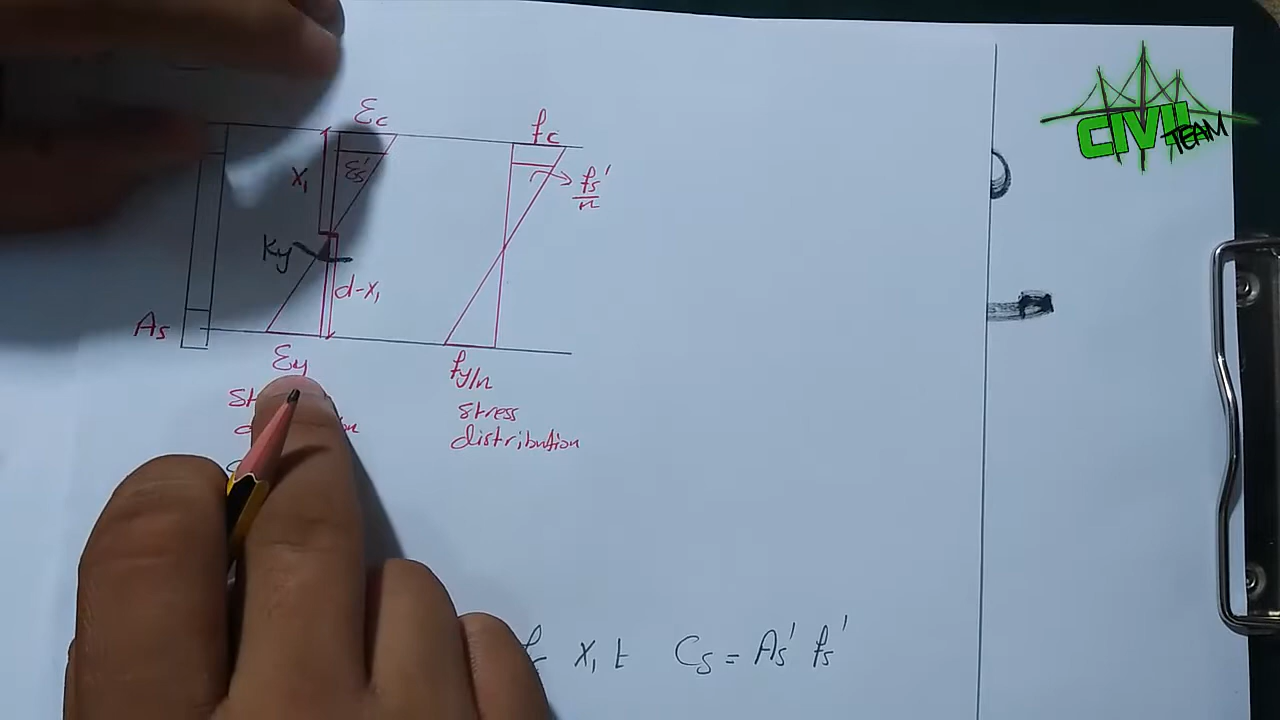 εc
fc
x₁
εs'
fs'/n
Ky
d-x₁
As
εy
fy/n
stress
distribution
x₁ t Cs = As' fs'
CIVIL
TEAM